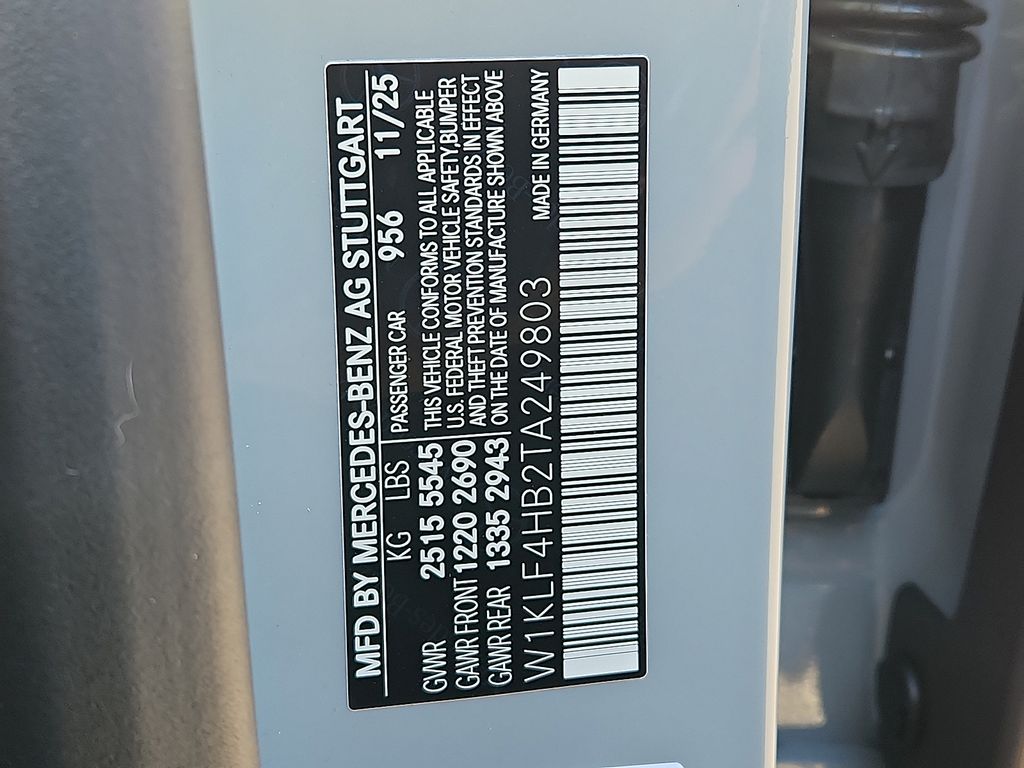 MFD BY MERCEDES-BENZ AG STUTTGART
KG LBS
PASSENGER CAR 956 11/25
GVWR 2515 5545
GAWR FRONT 1220 2690
GAWR REAR 1335 2943
THIS VEHICLE CONFORMS TO ALL APPLICABLE
U.S. FEDERAL MOTOR VEHICLE SAFETY,BUMPER
AND THEFT PREVENTION STANDARDS IN EFFECT
ON THE DATE OF MANUFACTURE SHOWN ABOVE
W1KLF4HB2TA249803
MADE IN GERMANY